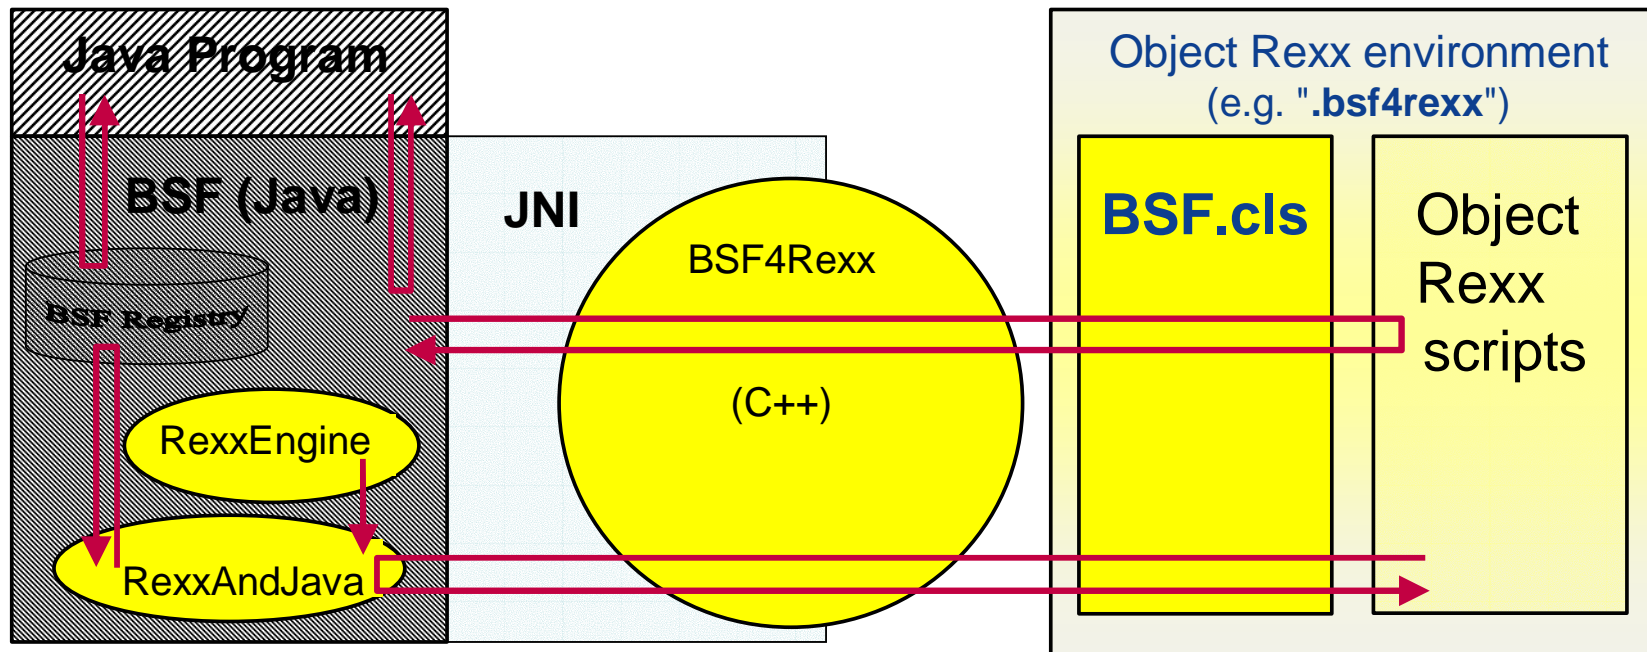 Java Program
BSF (Java)
BSF Registry
RexxEngine
RexxAndJava
JNI
BSF4Rexx
(C++)
Object Rexx environment
(e.g. ".bsf4rexx")
BSF.cls
Object
Rexx
scripts